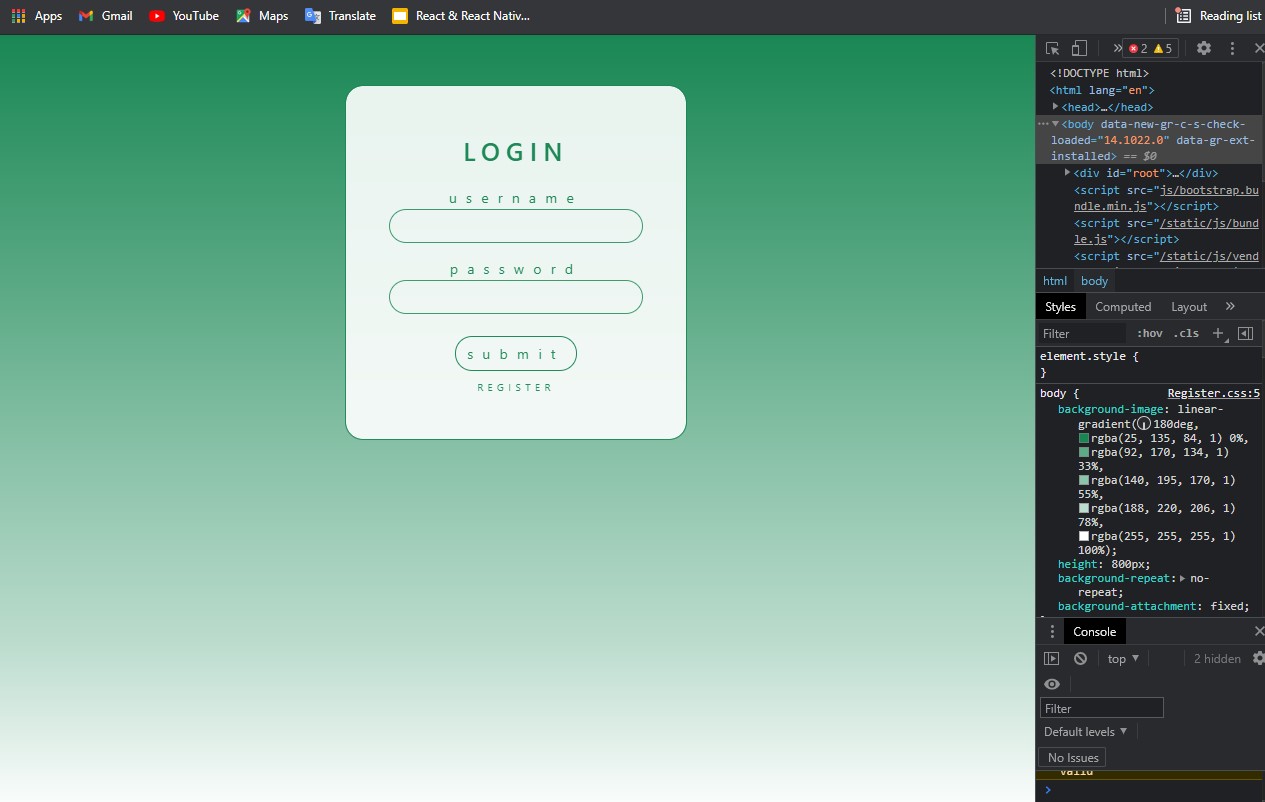 Apps Gmail YouTube Maps Translate React & React Nativ... Reading list
LOGIN
username
password
submit
REGISTER
2 5
<!DOCTYPE html>
<html lang="en">
<head>…</head>
<body data-new-gr-c-s-check-
loaded="14.1022.0" data-gr-ext-
installed> == $0
<div id="root">…</div>
<script src="js/bootstrap.bu
ndle.min.js"></script>
<script src="/static/js/bund
le.js"></script>
<script src="/static/js/vend
html body
Styles Computed Layout
Filter :hov .cls
element.style {
}
body { Register.css:5
background-image: linear-
gradient(180deg,
rgba(25, 135, 84, 1) 0%,
rgba(92, 170, 134, 1)
33%,
rgba(140, 195, 170, 1)
55%,
rgba(188, 220, 206, 1)
78%,
rgba(255, 255, 255, 1)
100%);
height: 800px;
background-repeat: no-
repeat;
background-attachment: fixed;
Console
top 2 hidden
Filter
Default levels
No Issues
valid